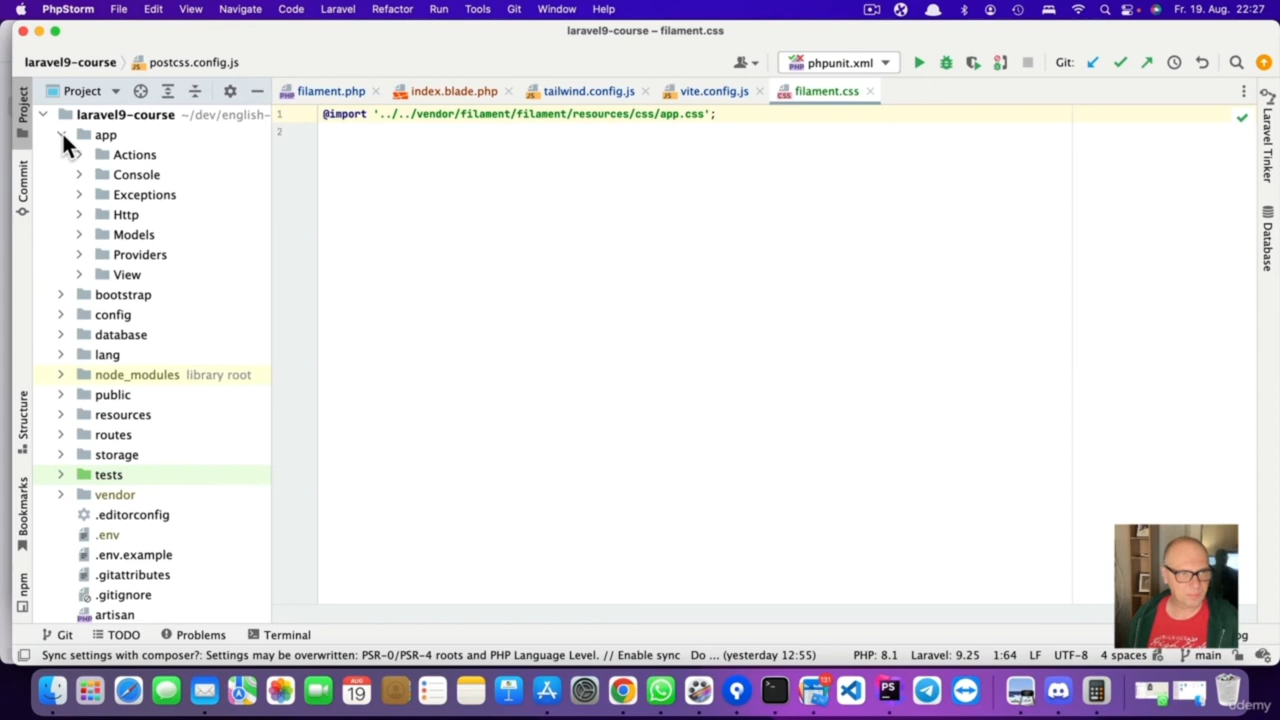 PhpStorm File Edit View Navigate Code Laravel Refactor Run Tools Git Window Help Fr. 19. Aug. 22:27
laravel9-course – filament.css
laravel9-course postcss.config.js phpunit.xml Git:
Project filament.php index.blade.php tailwind.config.js vite.config.js filament.css
Project
Commit
Structure
Bookmarks
npm
laravel9-course ~/dev/english-
app
Actions
Console
Exceptions
Http
Models
Providers
View
bootstrap
config
database
lang
node_modules library root
public
resources
routes
storage
tests
vendor
.editorconfig
.env
.env.example
.gitattributes
.gitignore
artisan
1 @import '../../vendor/filament/filament/resources/css/app.css';
2
Laravel Tinker
Database
Git TODO Problems Terminal
Sync settings with composer?: Settings may be overwritten: PSR-0/PSR-4 roots and PHP Language Level. // Enable sync Do ... (yesterday 12:55) PHP: 8.1 Laravel: 9.25 1:64 LF UTF-8 4 spaces main
AUG
19
PS
udemy